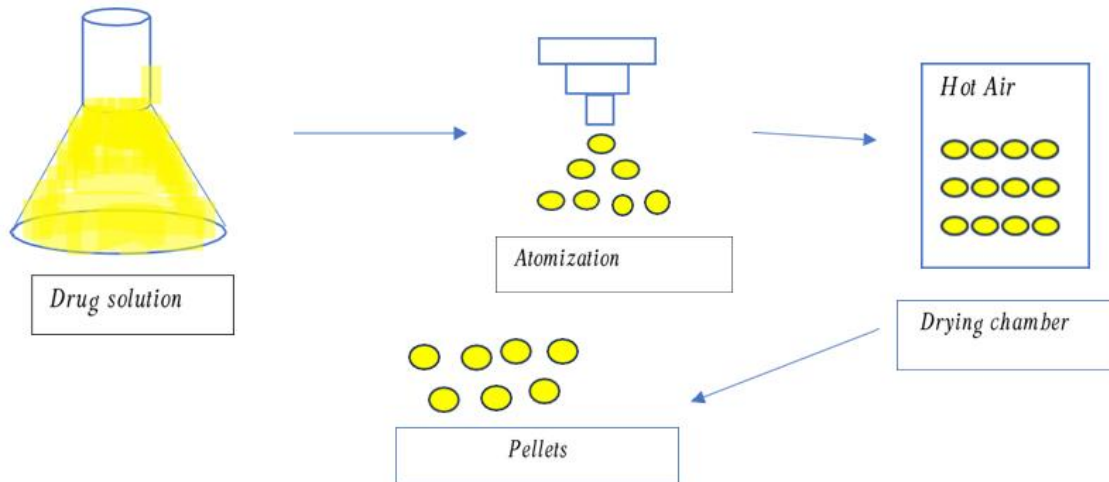 Drug solution
Atomization
Hot Air
Drying chamber
Pellets